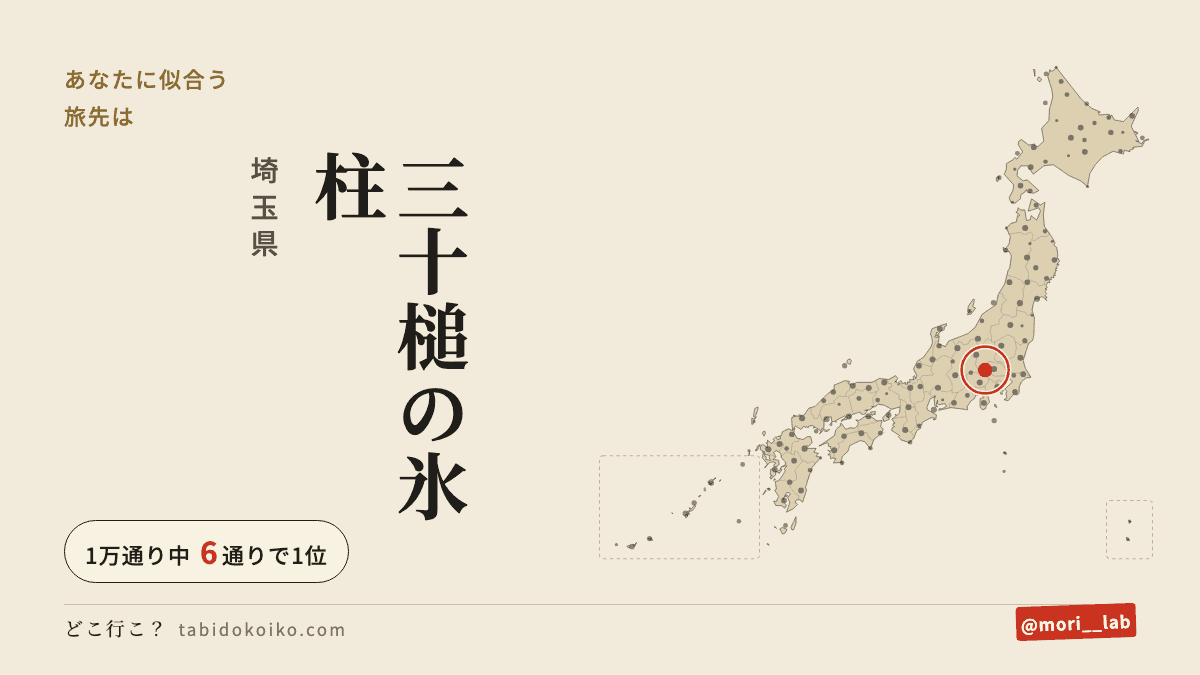 あなたに似合う
旅先は
三十槌の氷
柱
埼玉県
1万通り中 6通りで1位
どこ行こ？ tabidokoiko.com
@mori__lab